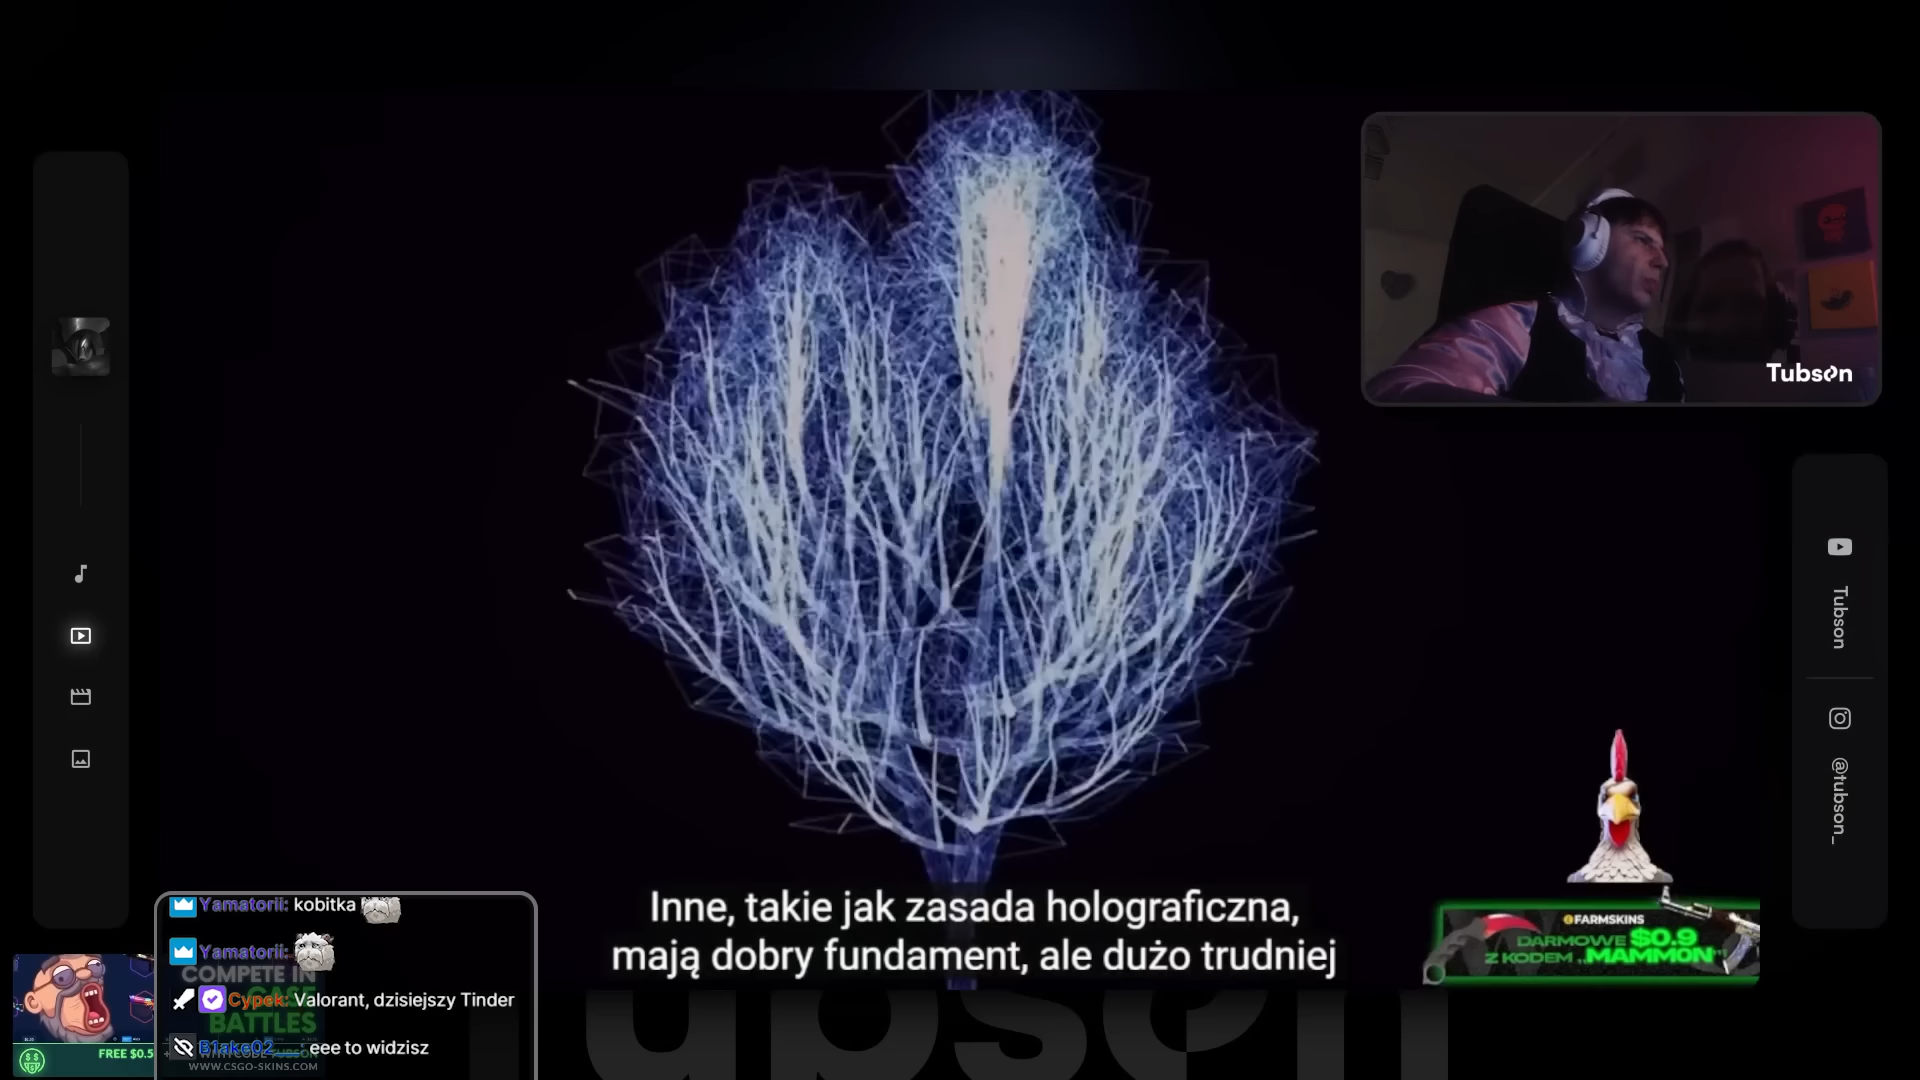 Tubson
Tubson
@tubson_
Inne, takie jak zasada holograficzna,
mają dobry fundament, ale dużo trudniej
Yamatorii: kobitka
Yamatorii:
COMPETE IN
Cypek: Valorant, dzisiejszy Tinder
BATTLES
B1ake02__: eee to widzisz
WWW.CSGO-SKINS.COM
FREE $0.5
FARMSKINS
DARMOWE $0.9
Z KODEM „MAMMON"
ubson